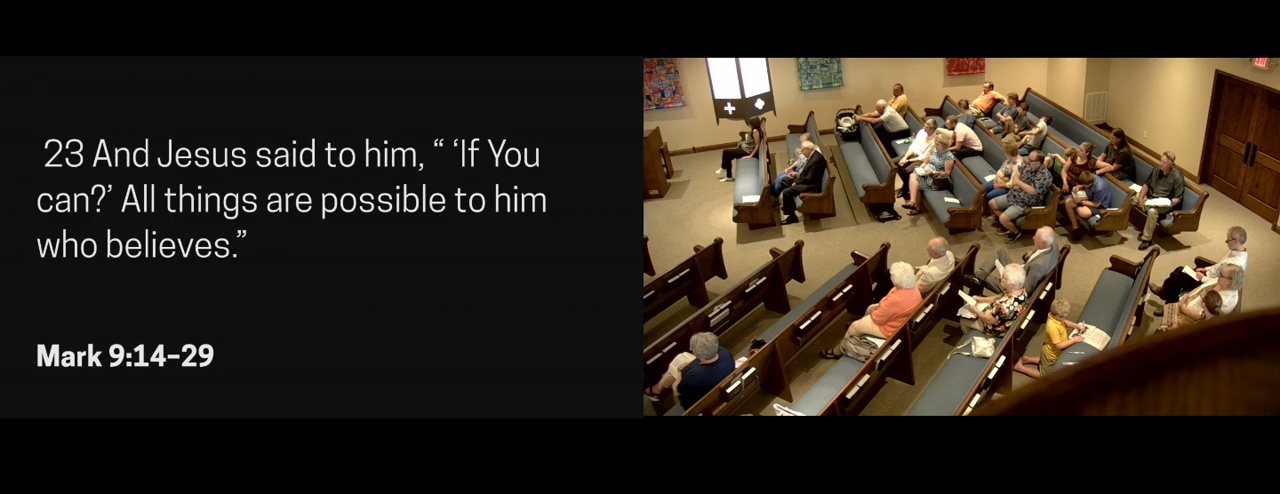 23 And Jesus said to him, “ ‘If You
can?’ All things are possible to him
who believes.”
Mark 9:14–29